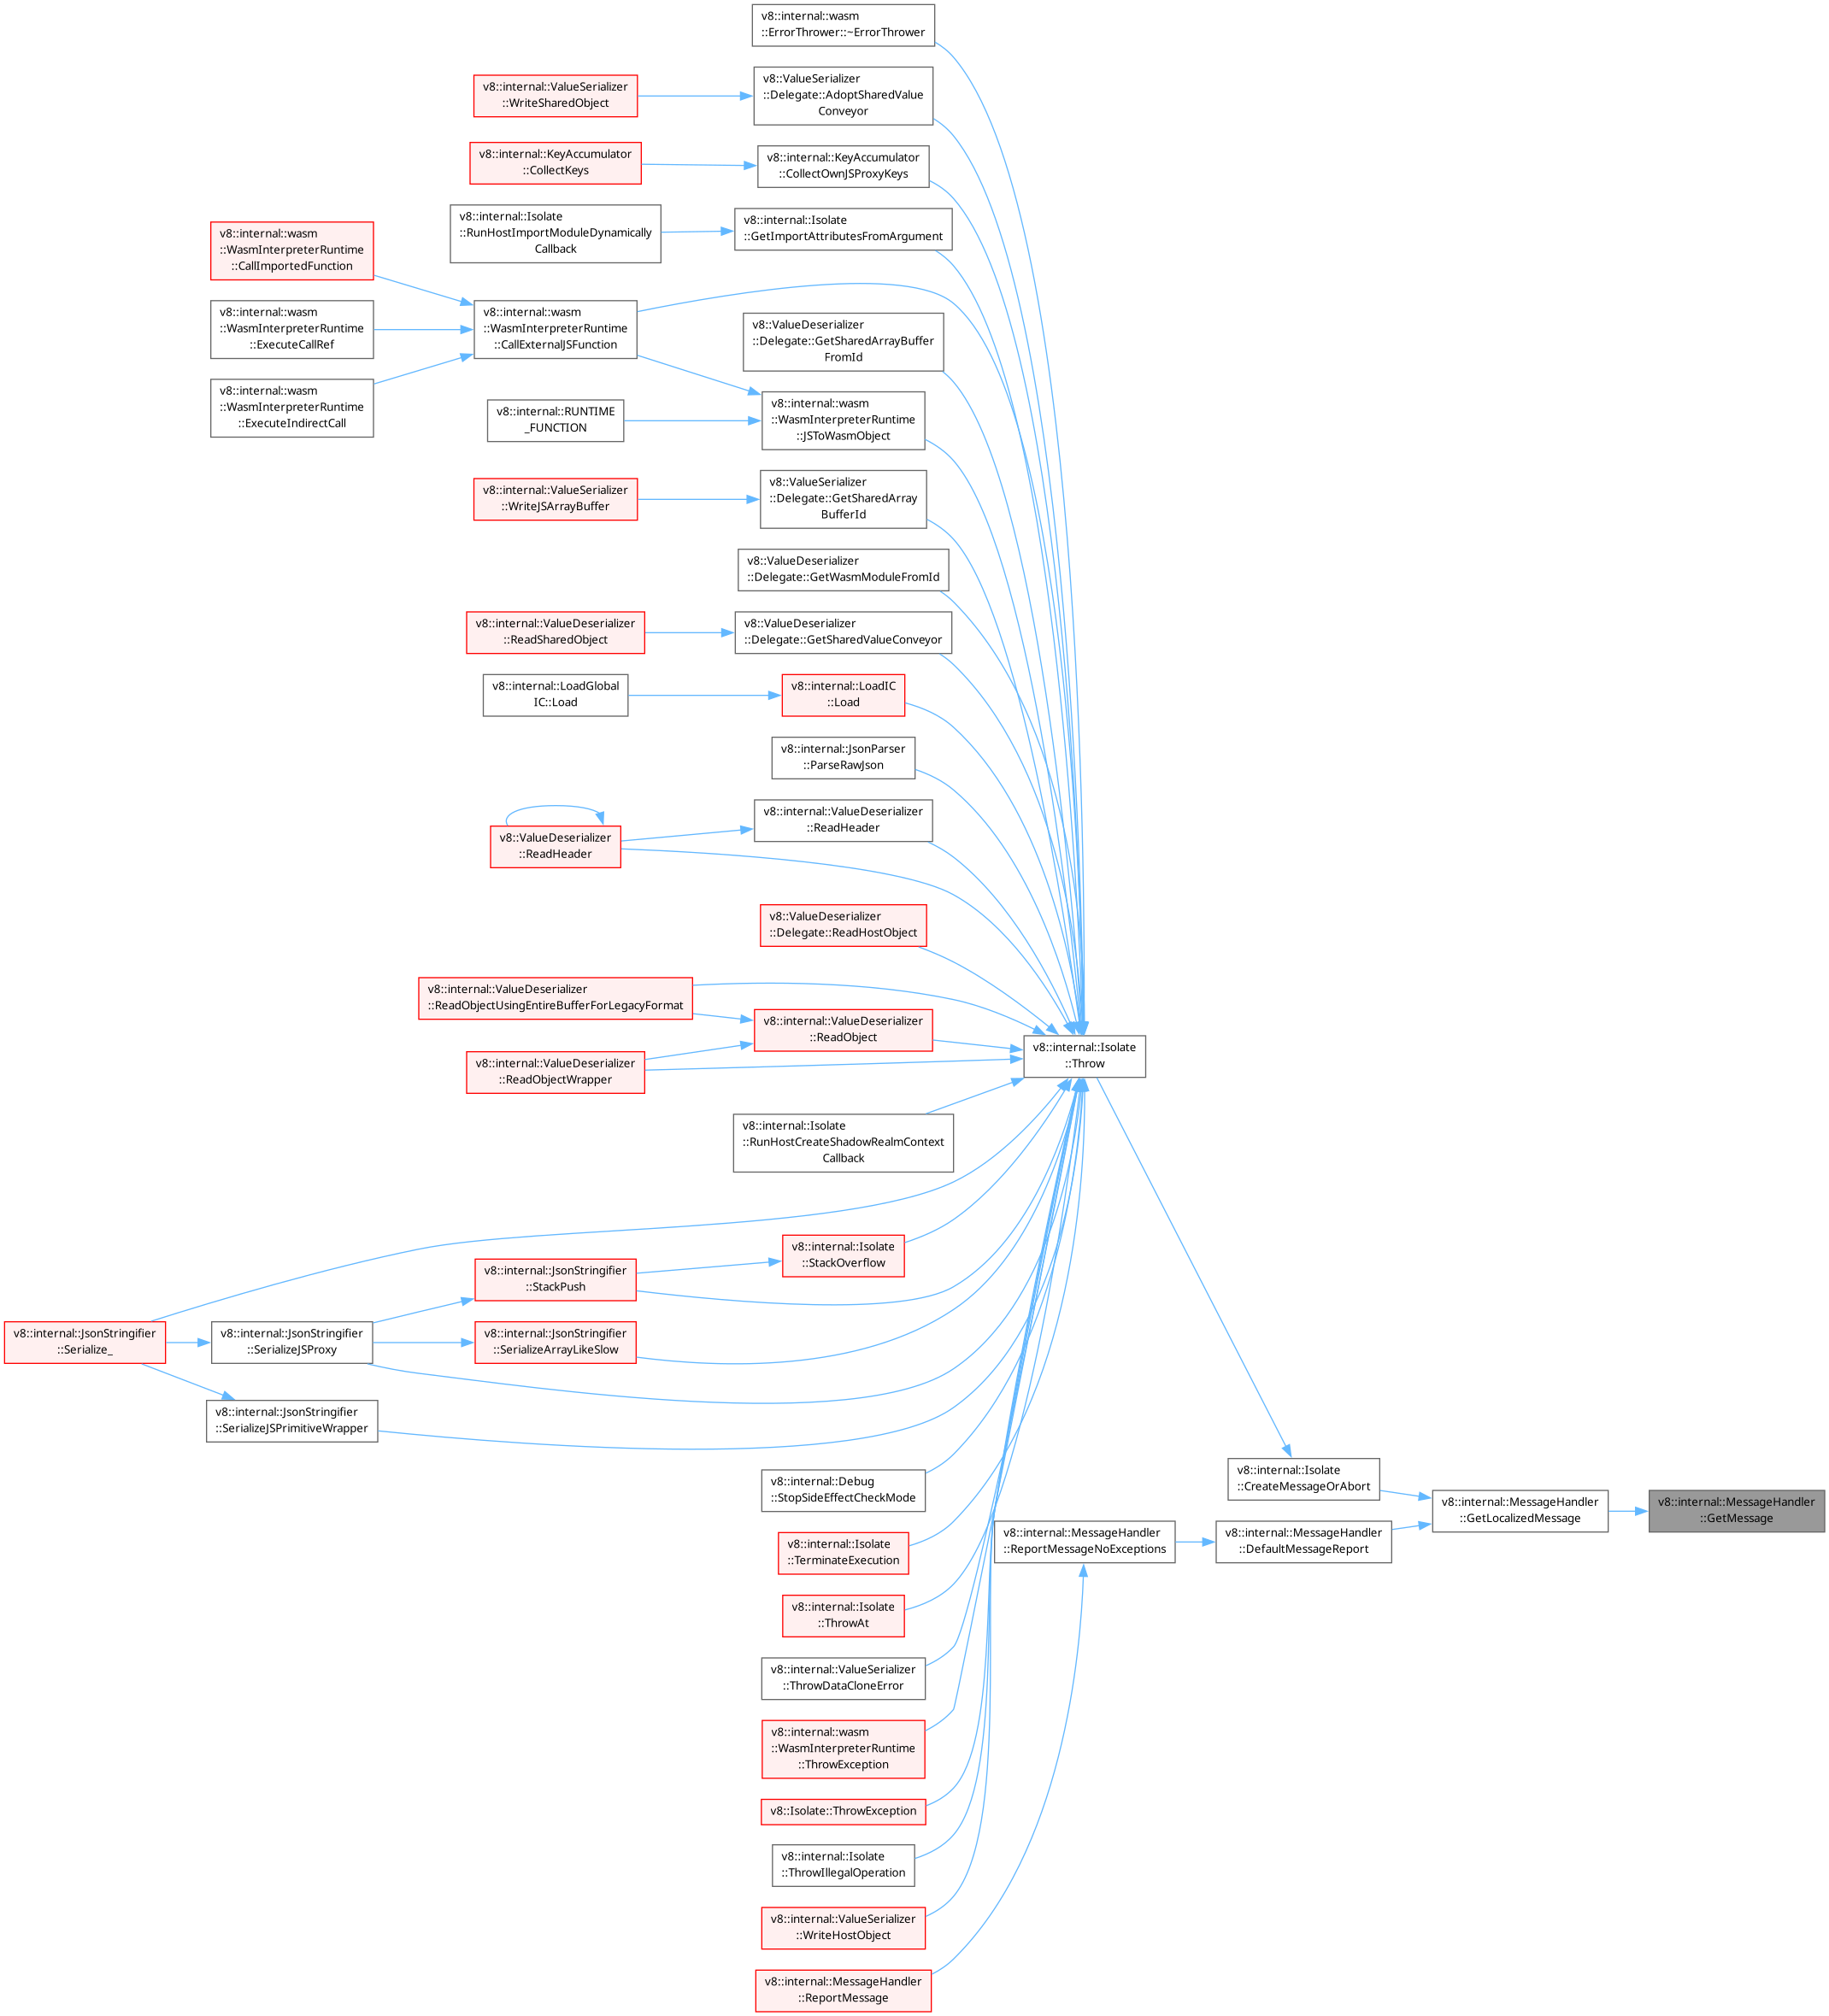 v8::internal::wasm
::ErrorThrower::~ErrorThrower
v8::internal::ValueSerializer
::WriteSharedObject
v8::ValueSerializer
::Delegate::AdoptSharedValue
Conveyor
v8::internal::KeyAccumulator
::CollectKeys
v8::internal::KeyAccumulator
::CollectOwnJSProxyKeys
v8::internal::Isolate
::RunHostImportModuleDynamically
Callback
v8::internal::Isolate
::GetImportAttributesFromArgument
v8::internal::wasm
::WasmInterpreterRuntime
::CallImportedFunction
v8::internal::wasm
::WasmInterpreterRuntime
::ExecuteCallRef
v8::internal::wasm
::WasmInterpreterRuntime
::CallExternalJSFunction
v8::ValueDeserializer
::Delegate::GetSharedArrayBuffer
FromId
v8::internal::wasm
::WasmInterpreterRuntime
::ExecuteIndirectCall
v8::internal::RUNTIME
_FUNCTION
v8::internal::wasm
::WasmInterpreterRuntime
::JSToWasmObject
v8::internal::ValueSerializer
::WriteJSArrayBuffer
v8::ValueSerializer
::Delegate::GetSharedArray
BufferId
v8::ValueDeserializer
::Delegate::GetWasmModuleFromId
v8::internal::ValueDeserializer
::ReadSharedObject
v8::ValueDeserializer
::Delegate::GetSharedValueConveyor
v8::internal::LoadGlobal
IC::Load
v8::internal::LoadIC
::Load
v8::internal::JsonParser
::ParseRawJson
v8::ValueDeserializer
::ReadHeader
v8::internal::ValueDeserializer
::ReadHeader
v8::ValueDeserializer
::Delegate::ReadHostObject
v8::internal::ValueDeserializer
::ReadObjectUsingEntireBufferForLegacyFormat
v8::internal::ValueDeserializer
::ReadObject
v8::internal::ValueDeserializer
::ReadObjectWrapper
v8::internal::Isolate
::Throw
v8::internal::Isolate
::RunHostCreateShadowRealmContext
Callback
v8::internal::Isolate
::StackOverflow
v8::internal::JsonStringifier
::StackPush
v8::internal::JsonStringifier
::Serialize_
v8::internal::JsonStringifier
::SerializeJSProxy
v8::internal::JsonStringifier
::SerializeArrayLikeSlow
v8::internal::JsonStringifier
::SerializeJSPrimitiveWrapper
v8::internal::Debug
::StopSideEffectCheckMode
v8::internal::Isolate
::CreateMessageOrAbort
v8::internal::MessageHandler
::GetLocalizedMessage
v8::internal::MessageHandler
::GetMessage
v8::internal::MessageHandler
::ReportMessageNoExceptions
v8::internal::MessageHandler
::DefaultMessageReport
v8::internal::Isolate
::TerminateExecution
v8::internal::Isolate
::ThrowAt
v8::internal::ValueSerializer
::ThrowDataCloneError
v8::internal::wasm
::WasmInterpreterRuntime
::ThrowException
v8::Isolate::ThrowException
v8::internal::Isolate
::ThrowIllegalOperation
v8::internal::ValueSerializer
::WriteHostObject
v8::internal::MessageHandler
::ReportMessage